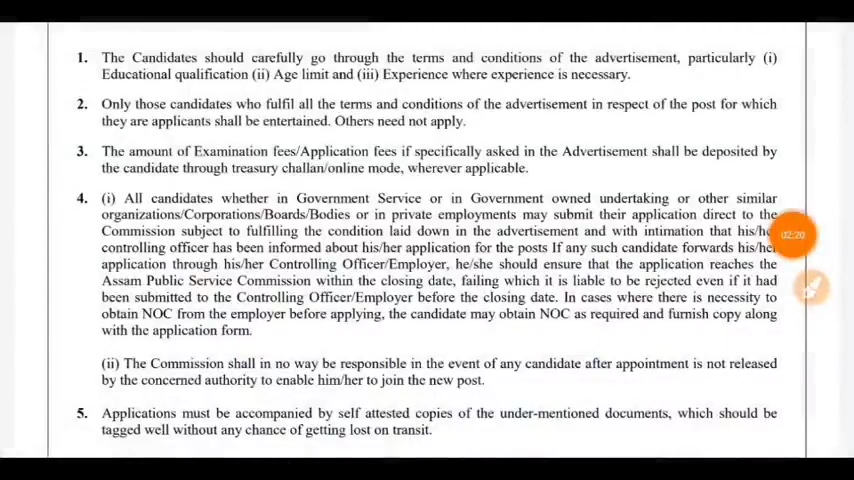 1. The Candidates should carefully go through the terms and conditions of the advertisement, particularly (i)
Educational qualification (ii) Age limit and (iii) Experience where experience is necessary.
2. Only those candidates who fulfil all the terms and conditions of the advertisement in respect of the post for which
they are applicants shall be entertained. Others need not apply.
3. The amount of Examination fees/Application fees if specifically asked in the Advertisement shall be deposited by
the candidate through treasury challan/online mode, wherever applicable.
4. (i) All candidates whether in Government Service or in Government owned undertaking or other similar
organizations/Corporations/Boards/Bodies or in private employments may submit their application direct to the
Commission subject to fulfilling the condition laid down in the advertisement and with intimation that his/he
controlling officer has been informed about his/her application for the posts If any such candidate forwards his/her
application through his/her Controlling Officer/Employer, he/she should ensure that the application reaches the
Assam Public Service Commission within the closing date, failing which it is liable to be rejected even if it had
been submitted to the Controlling Officer/Employer before the closing date. In cases where there is necessity to
obtain NOC from the employer before applying, the candidate may obtain NOC as required and furnish copy along
with the application form.
(ii) The Commission shall in no way be responsible in the event of any candidate after appointment is not released
by the concerned authority to enable him/her to join the new post.
5. Applications must be accompanied by self attested copies of the under-mentioned documents, which should be
tagged well without any chance of getting lost on transit.
02:20